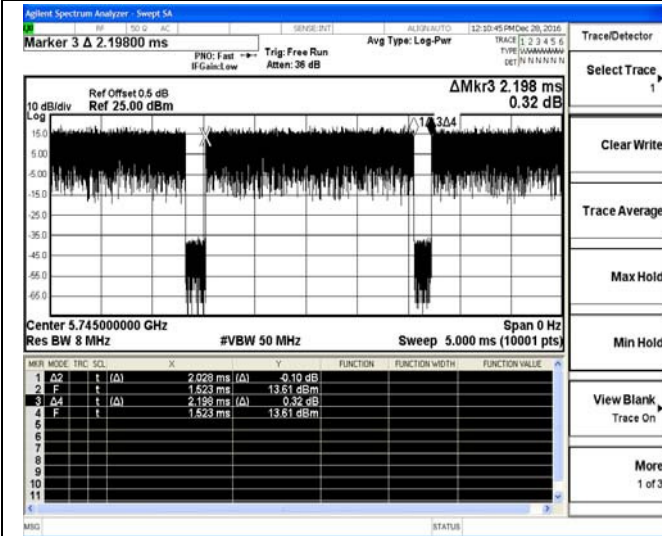 Agilent Spectrum Analyzer - Swept SA
RF 50 Ω AC SENSE:INT ALIGN AUTO 12:10:45 PM Dec 28, 2016
Marker 3 Δ 2.19800 ms
PNO: Fast
IFGain:Low
Trig: Free Run
Atten: 36 dB
Avg Type: Log-Pwr
TRACE 1 2 3 4 5 6
TYPE
DET N N N N N N
Ref Offset 0.5 dB
10 dB/div Ref 25.00 dBm
ΔMkr3 2.198 ms
0.32 dB
Log
15.0
5.00
-5.00
-15.0
-25.0
-35.0
-45.0
-55.0
-65.0
3Δ4
Center 5.745000000 GHz Span 0 Hz
Res BW 8 MHz #VBW 50 MHz Sweep 5.000 ms (10001 pts)
MKR MODE TRC SCL X Y FUNCTION FUNCTION WIDTH FUNCTION VALUE
1 Δ2 t (Δ) 2.028 ms (Δ) -0.10 dB
2 F t 1.523 ms 13.61 dBm
3 Δ4 t (Δ) 2.198 ms (Δ) 0.32 dB
4 F t 1.523 ms 13.61 dBm
5
6
7
8
9
10
11
MSG STATUS
Trace/Detector
Select Trace
1
Clear Write
Trace Average
Max Hold
Min Hold
View Blank
Trace On
More
1 of 3